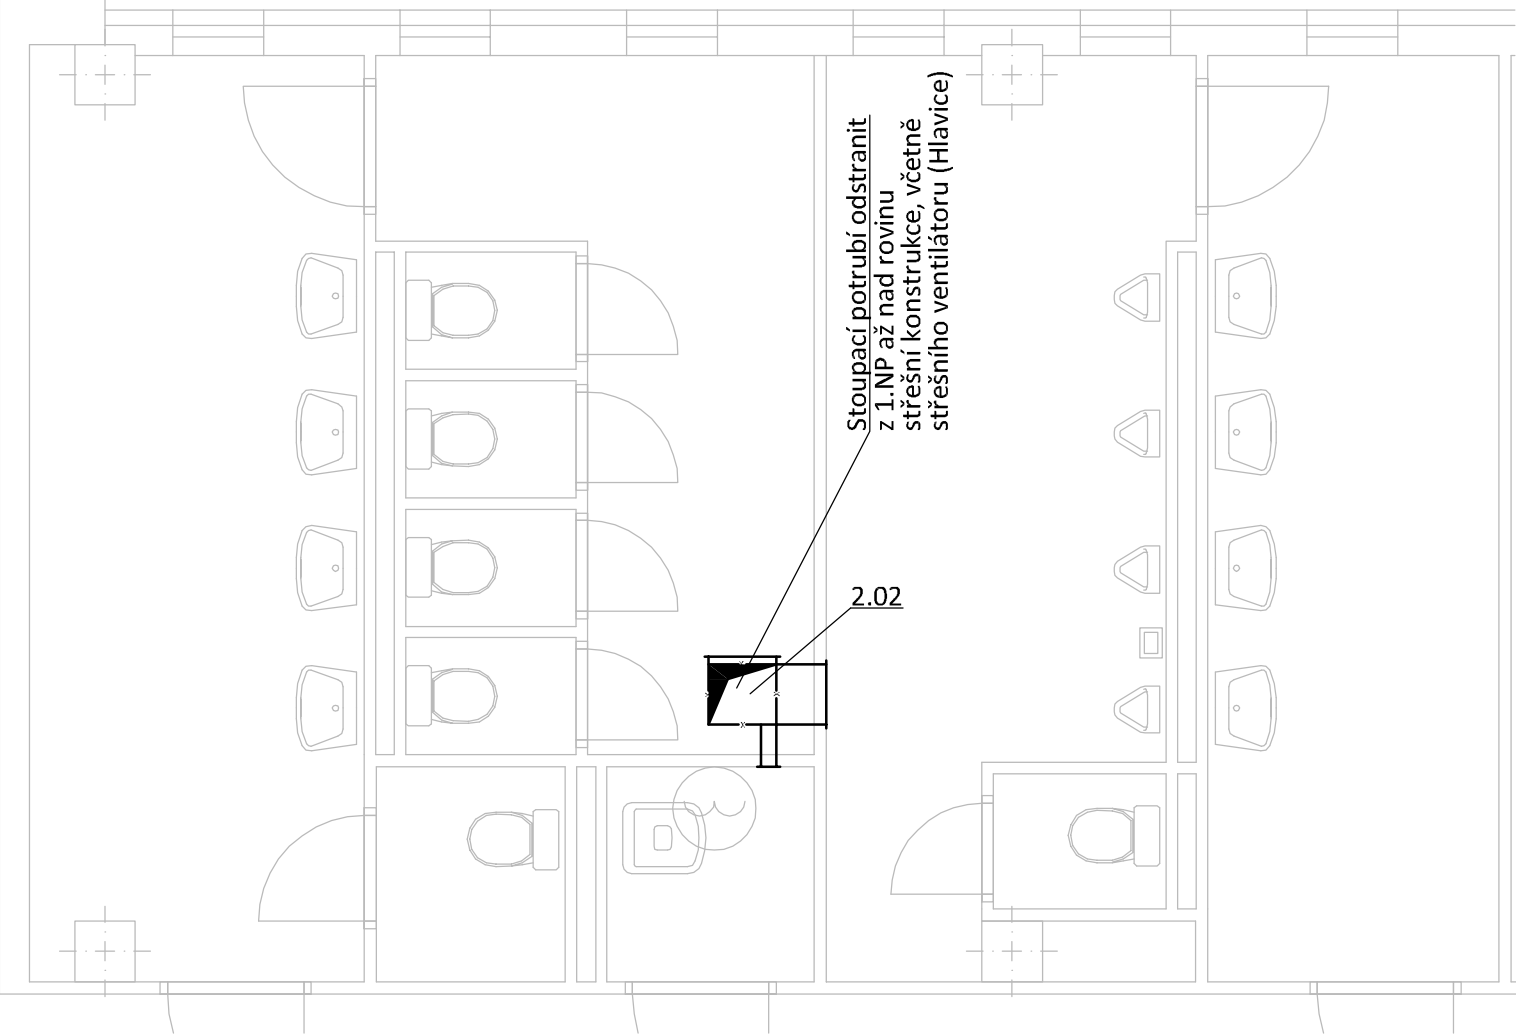 Stoupací potrubí odstranit
z 1.NP až nad rovinu
střešní konstrukce, včetně
střešního ventilátoru (Hlavice)
2.02